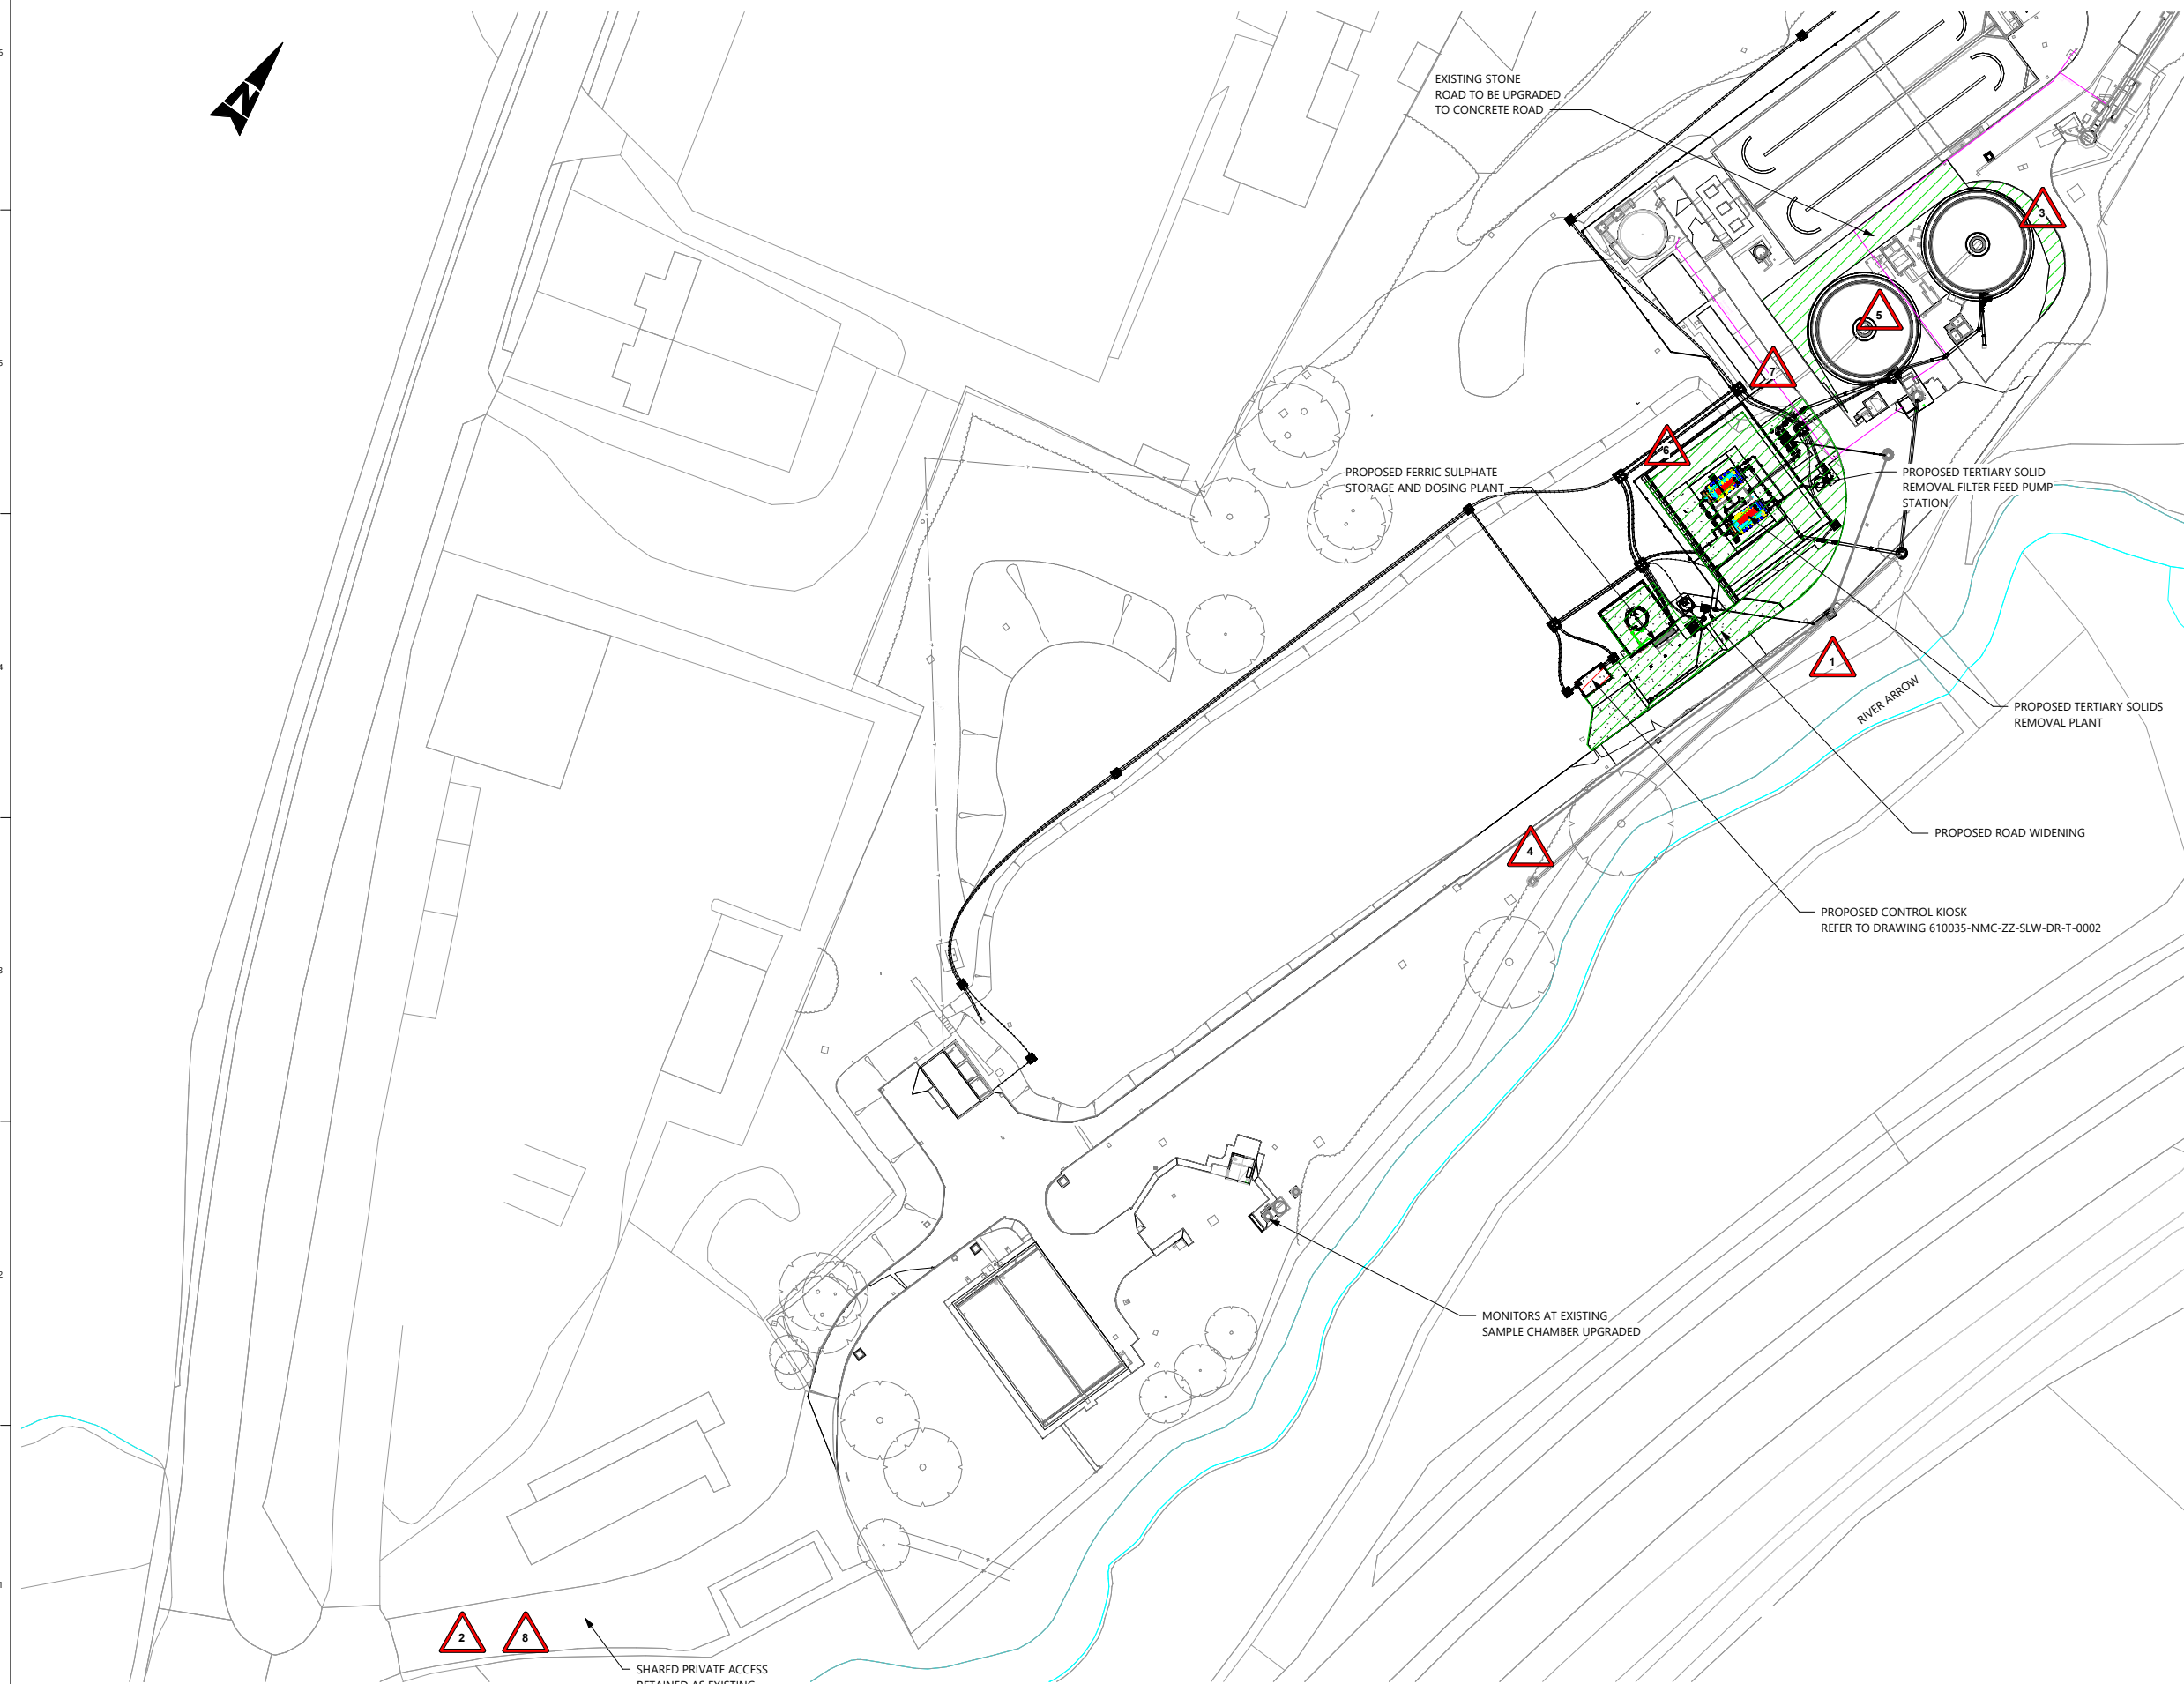 N
EXISTING STONE
ROAD TO BE UPGRADED
TO CONCRETE ROAD
3
5
7
6
PROPOSED FERRIC SULPHATE
STORAGE AND DOSING PLANT
PROPOSED TERTIARY SOLID
REMOVAL FILTER FEED PUMP
STATION
1
RIVER ARROW
PROPOSED TERTIARY SOLIDS
REMOVAL PLANT
PROPOSED ROAD WIDENING
4
PROPOSED CONTROL KIOSK
REFER TO DRAWING 610035-NMC-ZZ-SLW-DR-T-0002
MONITORS AT EXISTING
SAMPLE CHAMBER UPGRADED
2
8
SHARED PRIVATE ACCESS
RETAINED AS EXISTING